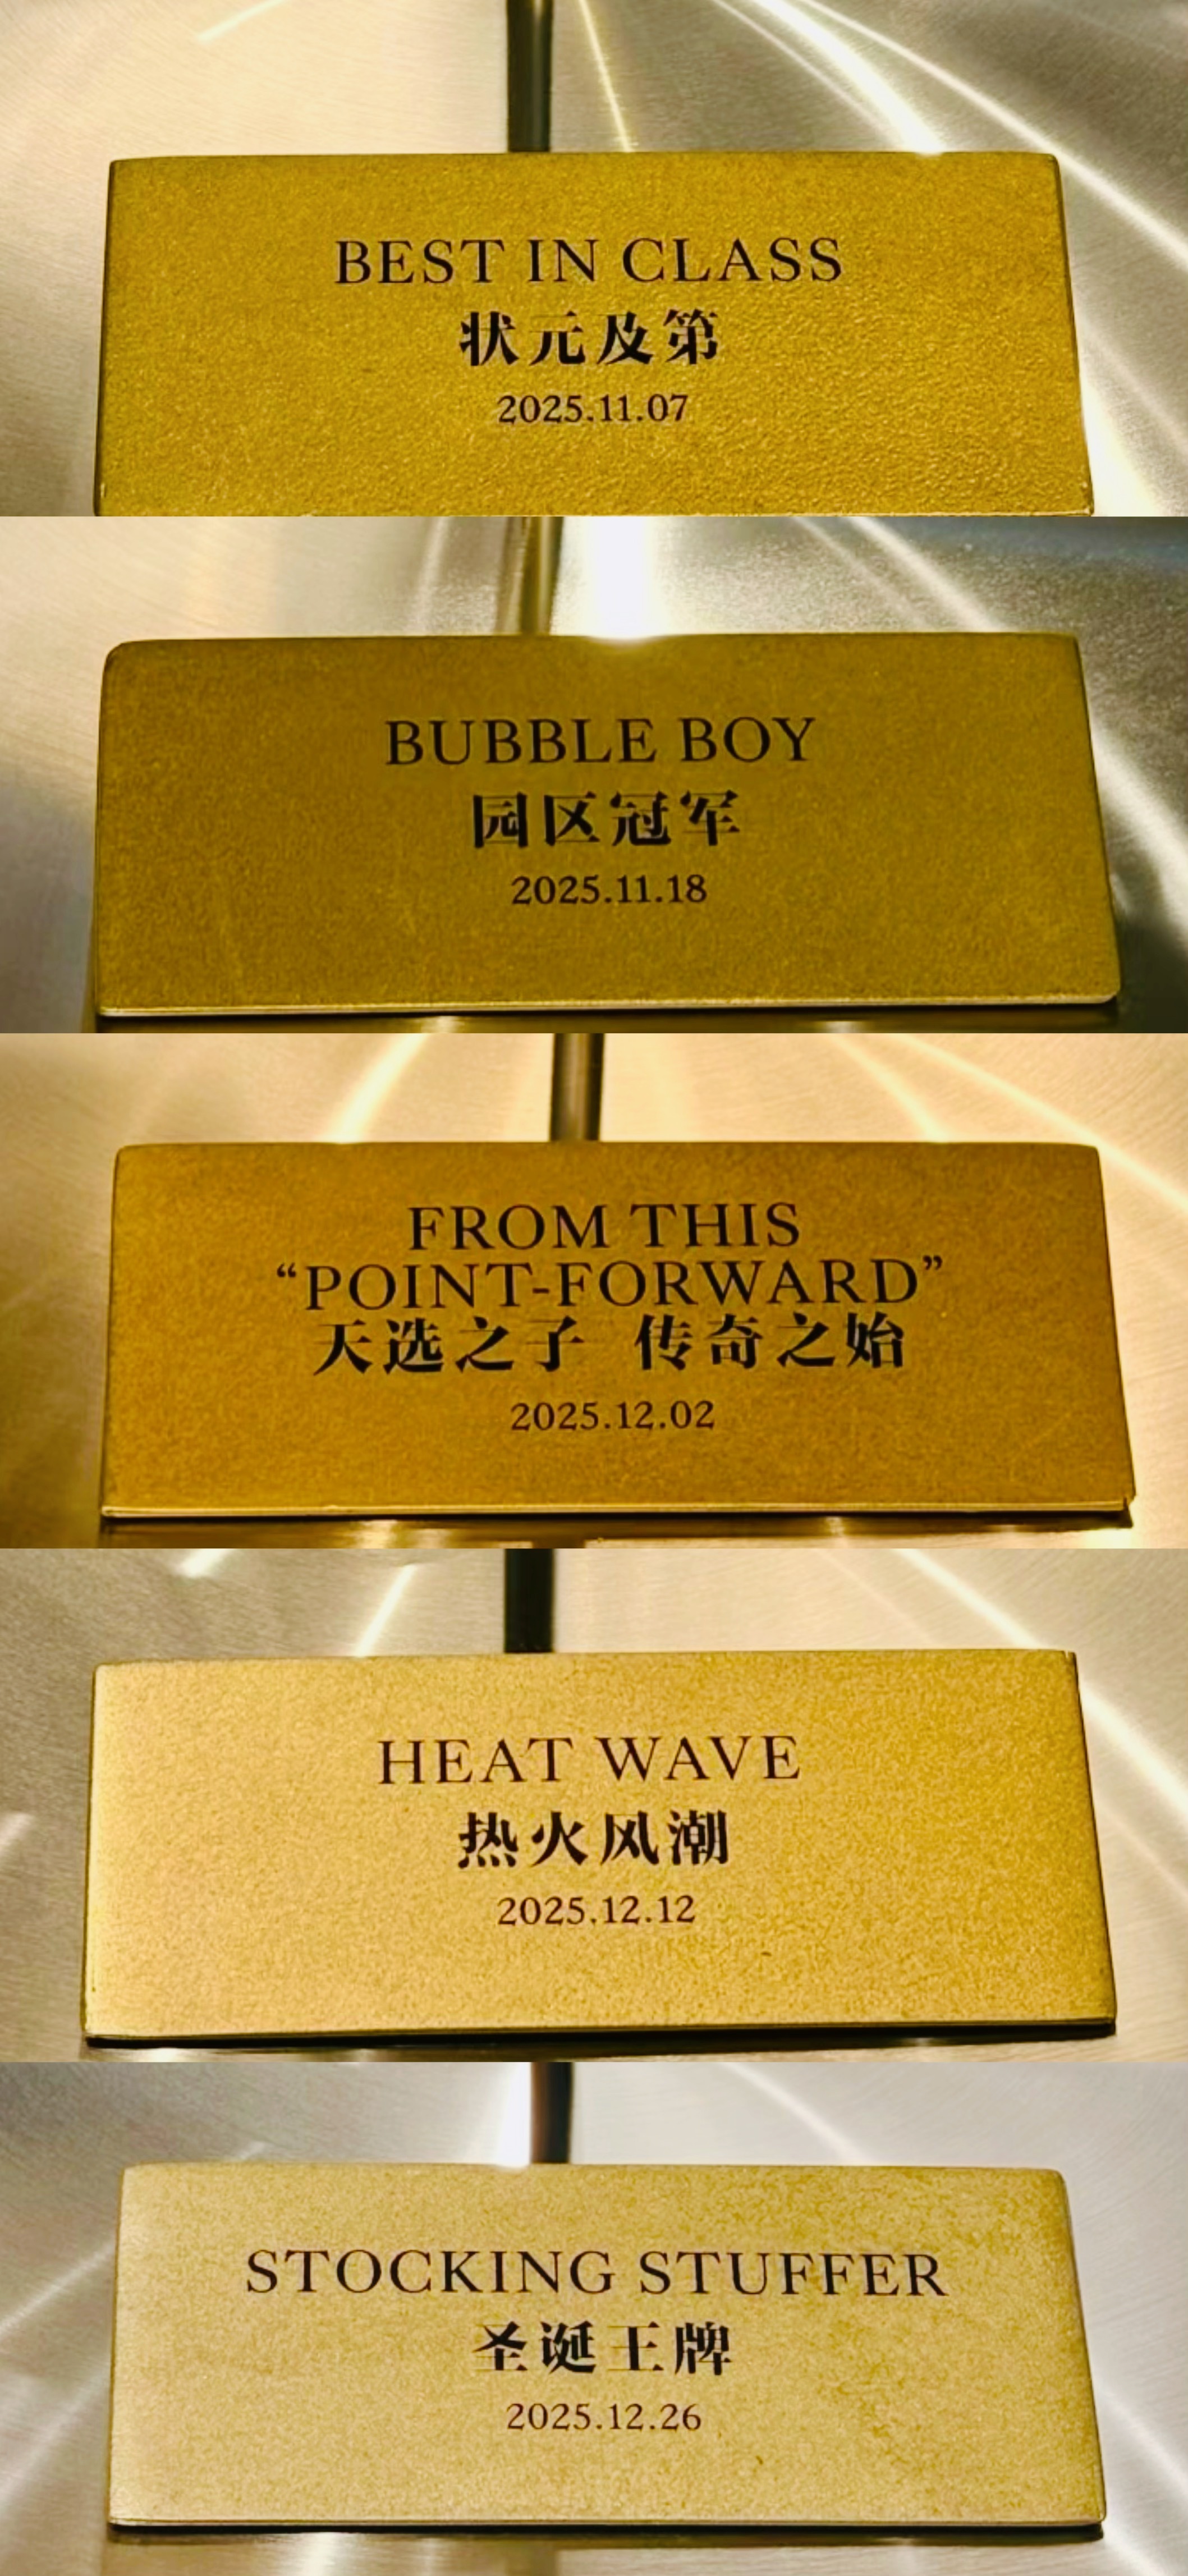 BEST IN CLASS
状元及第
2025.11.07
BUBBLE BOY
园区冠军
2025.11.18
FROM THIS
“POINT-FORWARD”
天选之子 传奇之始
2025.12.02
HEAT WAVE
热火风潮
2025.12.12
STOCKING STUFFER
圣诞王牌
2025.12.26